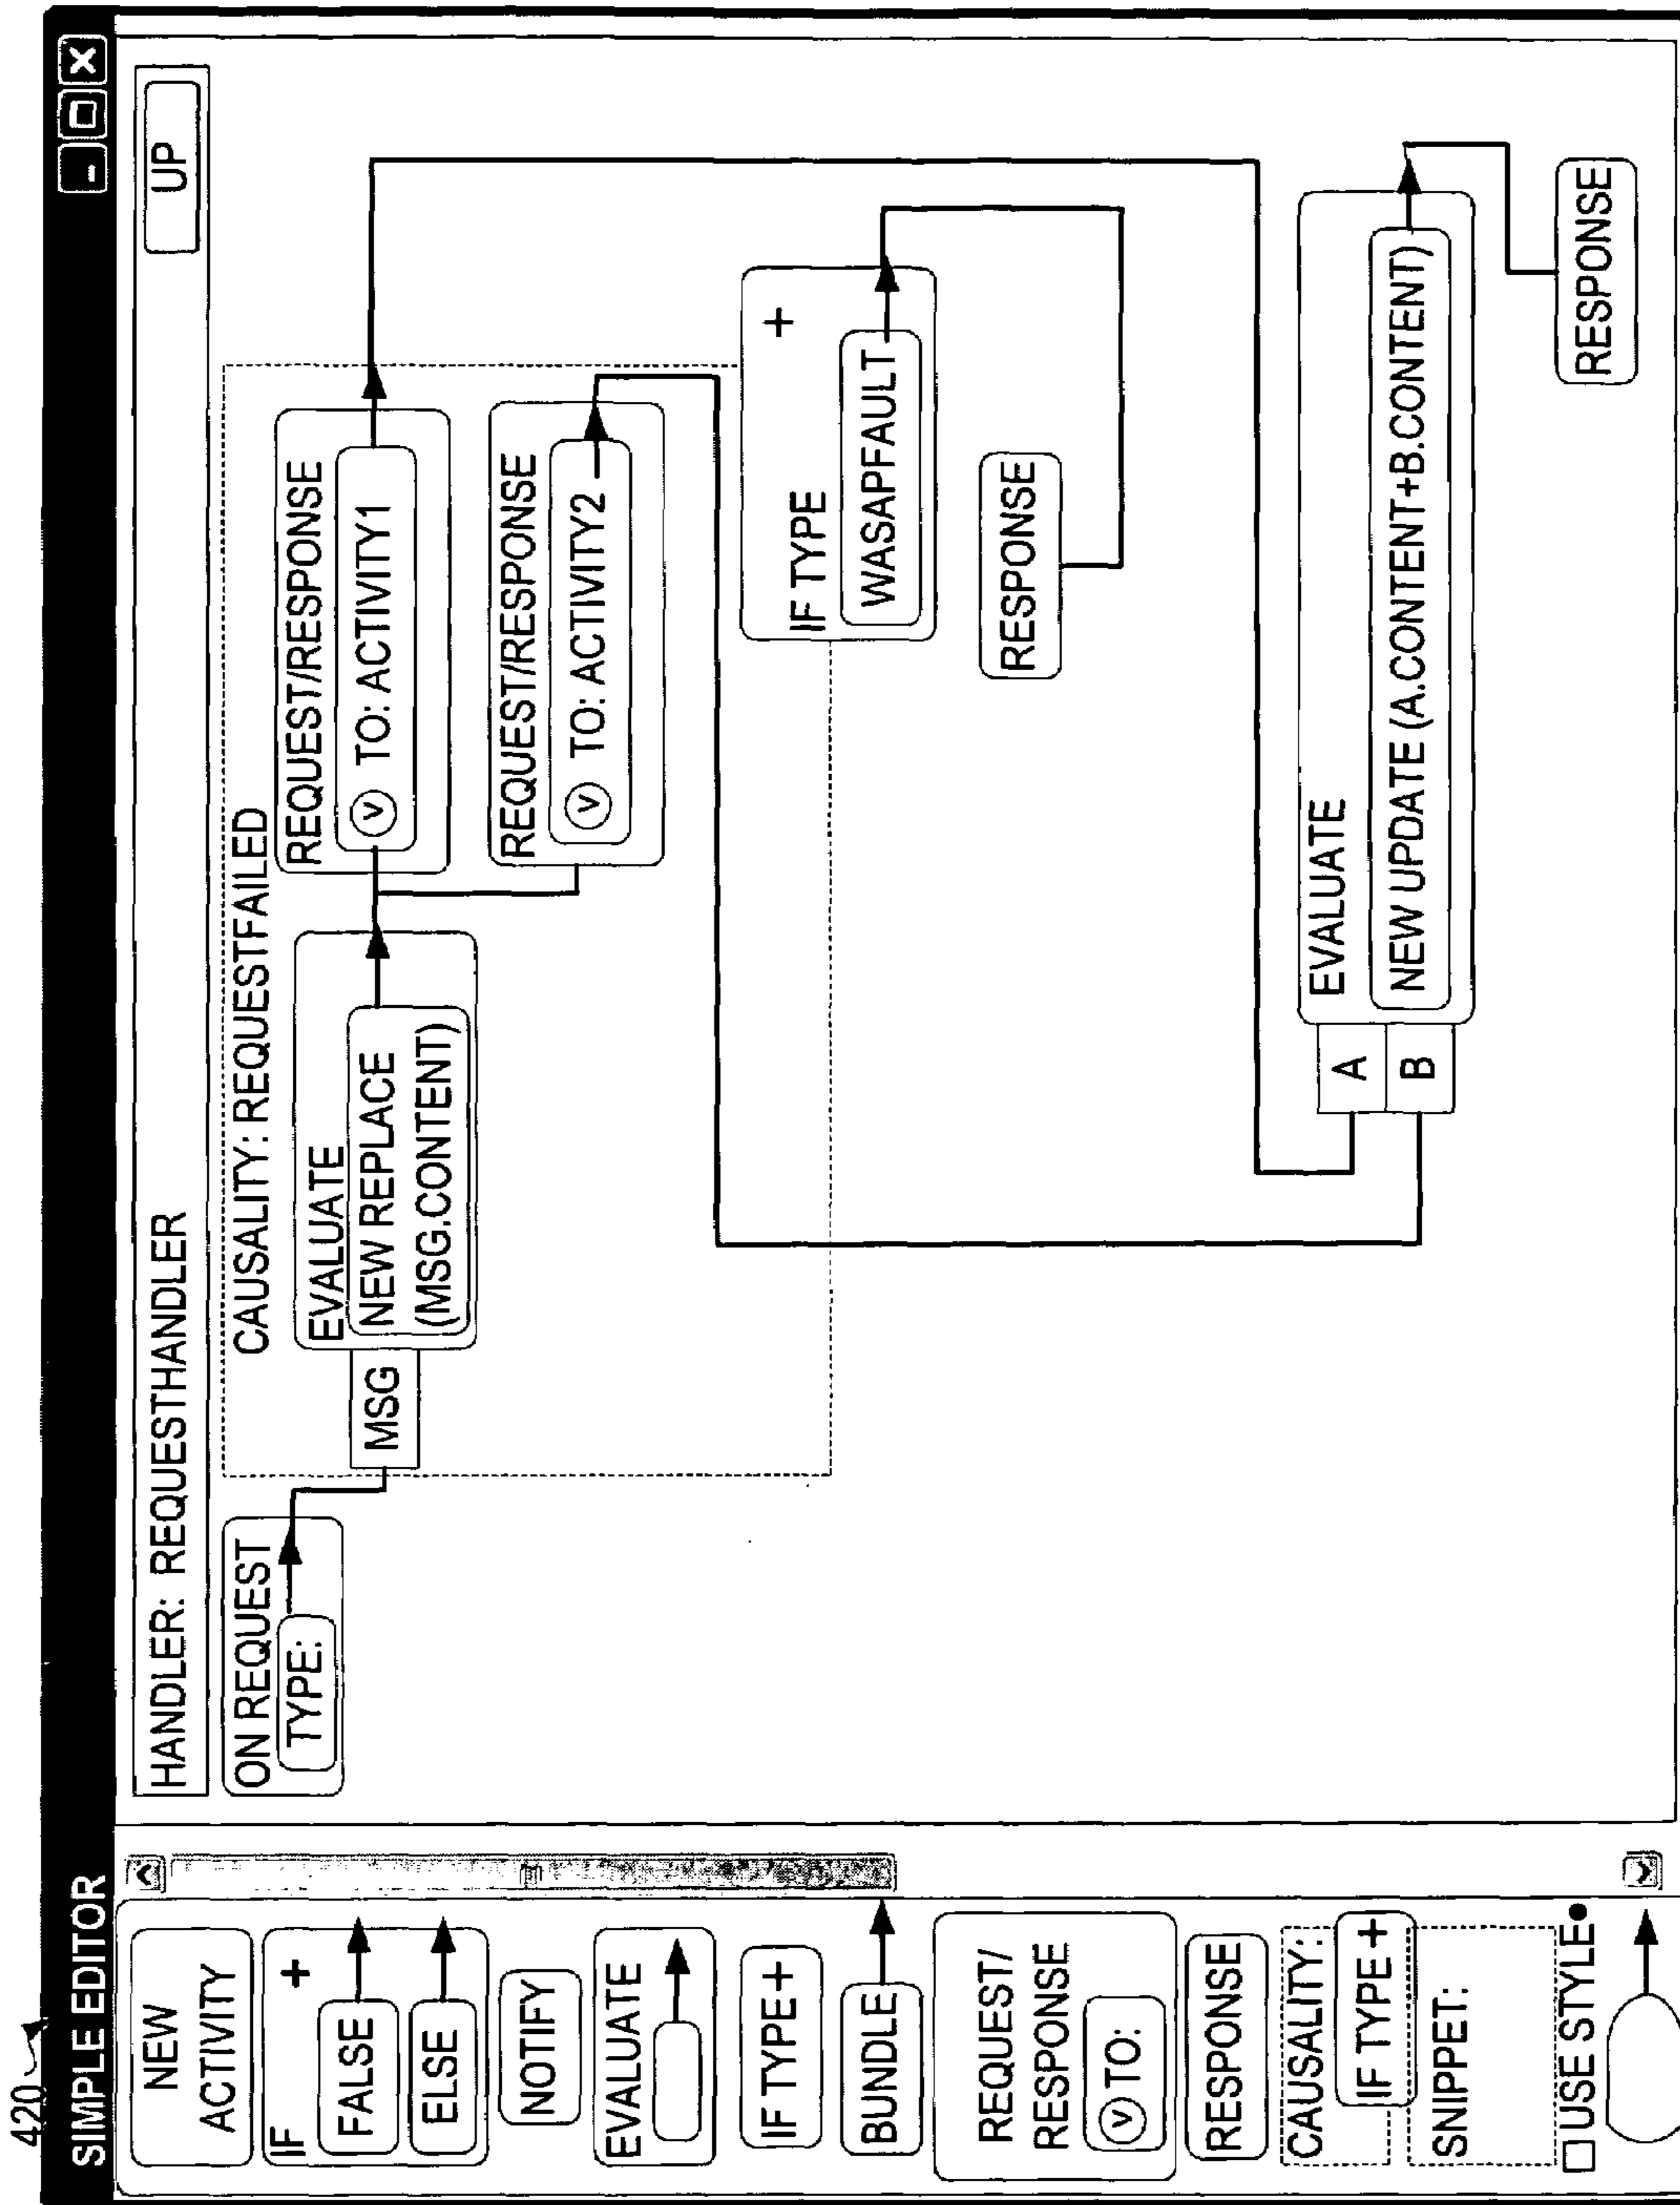 420
SIMPLE EDITOR
NEW
ACTIVITY
IF +
FALSE
ELSE
NOTIFY
EVALUATE
IF TYPE+
BUNDLE
REQUEST/
RESPONSE
V TO:
RESPONSE
CAUSALITY:
IF TYPE+
SNIPPET:
USE STYLE
HANDLER: REQUESTHANDLER
UP
ON REQUEST
TYPE:
CAUSALITY: REQUESTFAILED
MSG
EVALUATE
NEW REPLACE
(MSG.CONTENT)
REQUEST/RESPONSE
V TO: ACTIVITY1
REQUEST/RESPONSE
V TO: ACTIVITY2
IF TYPE +
WASAPFAULT
RESPONSE
A
B
EVALUATE
NEW UPDATE (A.CONTENT+B.CONTENT)
RESPONSE